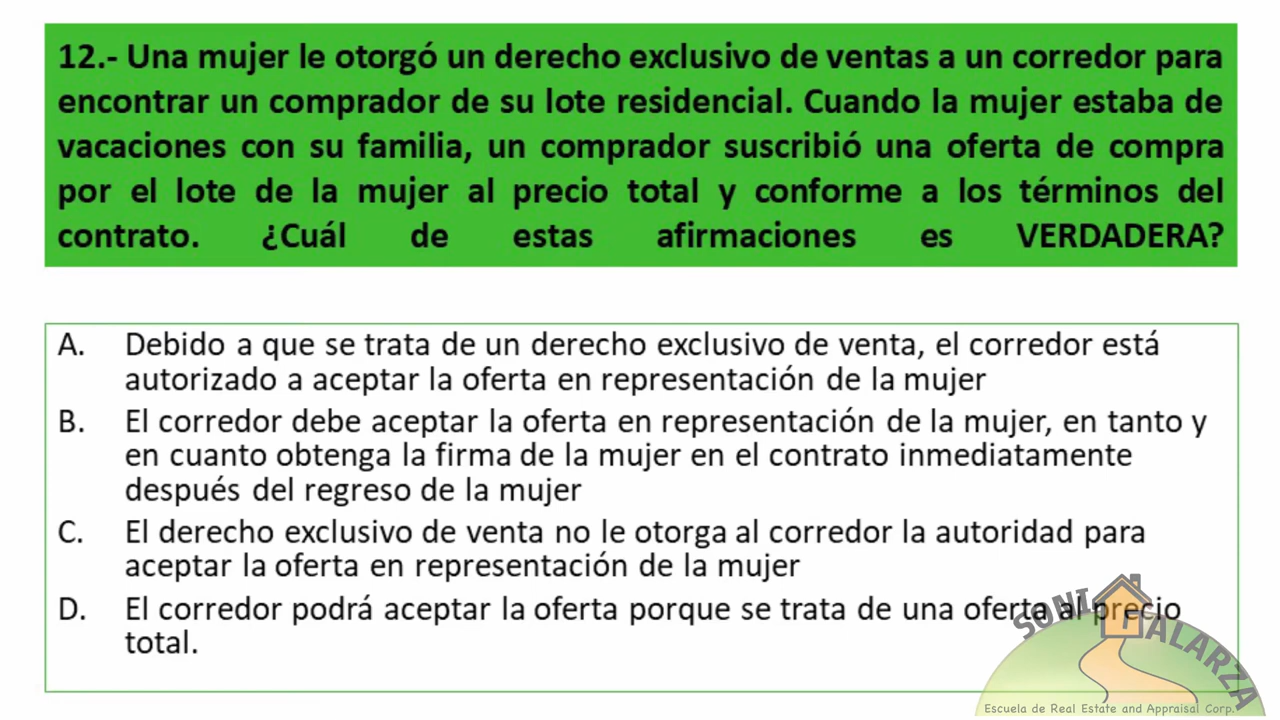 12.- Una mujer le otorgó un derecho exclusivo de ventas a un corredor para
encontrar un comprador de su lote residencial. Cuando la mujer estaba de
vacaciones con su familia, un comprador suscribió una oferta de compra
por el lote de la mujer al precio total y conforme a los términos del
contrato. ¿Cuál de estas afirmaciones es VERDADERA?
A. Debido a que se trata de un derecho exclusivo de venta, el corredor está
autorizado a aceptar la oferta en representación de la mujer
B. El corredor debe aceptar la oferta en representación de la mujer, en tanto y
en cuanto obtenga la firma de la mujer en el contrato inmediatamente
después del regreso de la mujer
C. El derecho exclusivo de venta no le otorga al corredor la autoridad para
aceptar la oferta en representación de la mujer
D. El corredor podrá aceptar la oferta porque se trata de una oferta al precio
total.
SONI GALARZA
Escuela de Real Estate and Appraisal Corp.